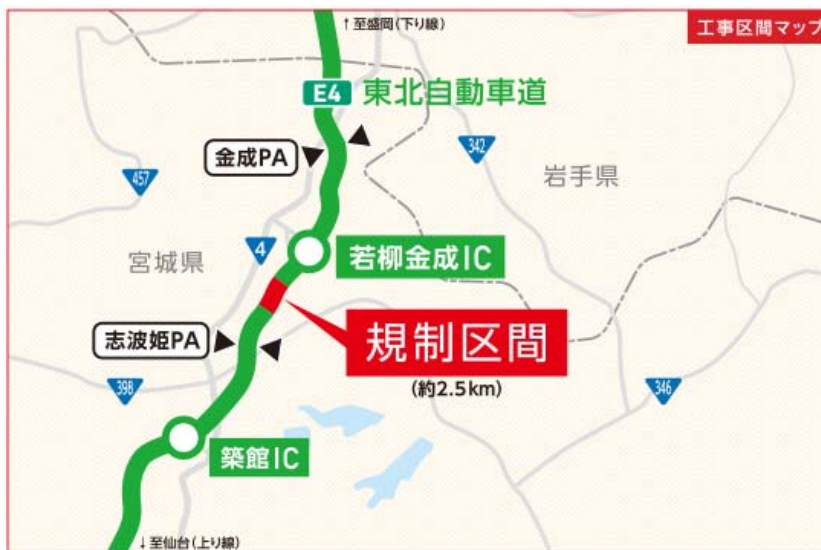 ↑至盛岡(下り線)
工事区間マップ
E4 東北自動車道
金成PA
342
457
岩手県
4
宮城県
若柳金成IC
志波姫PA
規制区間
(約2.5km)
398
346
築館IC
↓至仙台(上り線)